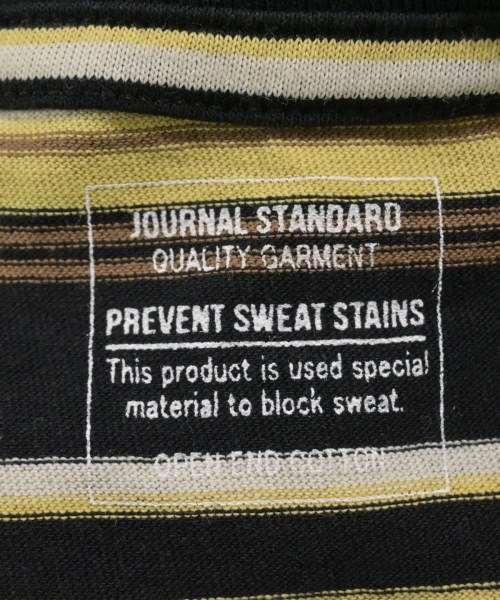 JOURNAL STANDARD
QUALITY GARMENT
PREVENT SWEAT STAINS
This product is used special
material to block sweat.
OPEN END COTTON